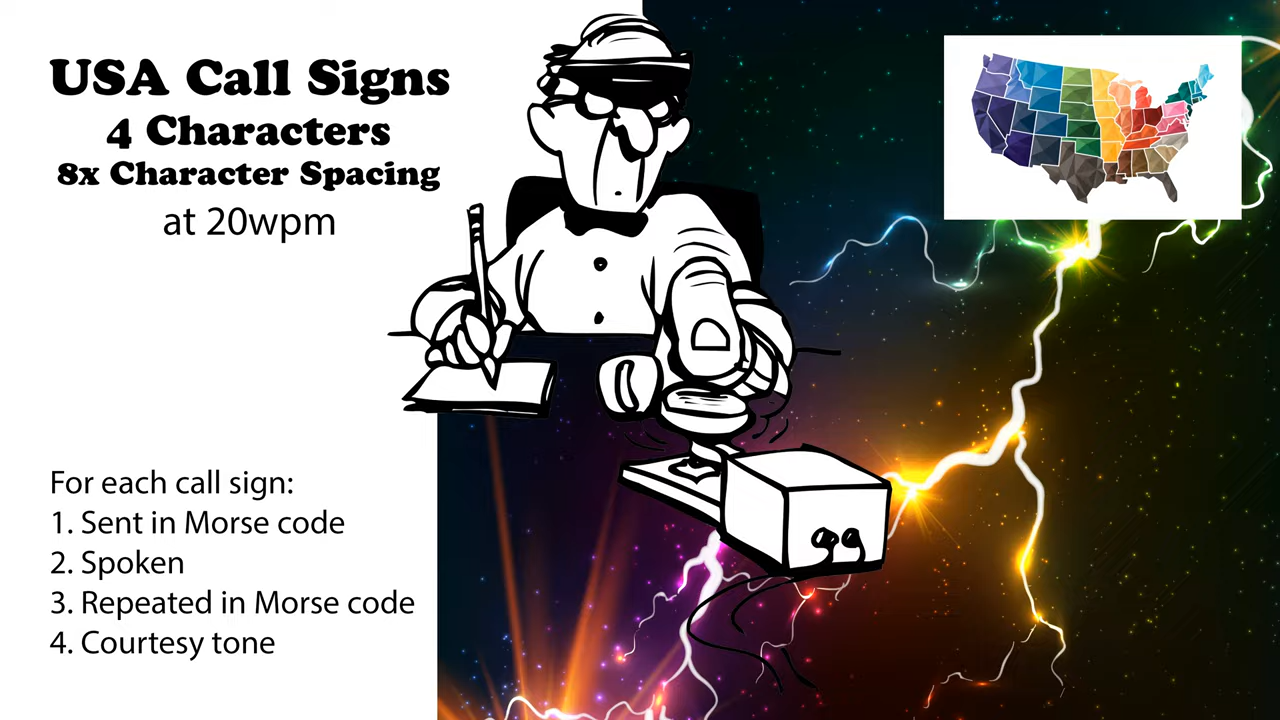 USA Call Signs
4 Characters
8x Character Spacing
at 20wpm
For each call sign:
1. Sent in Morse code
2. Spoken
3. Repeated in Morse code
4. Courtesy tone